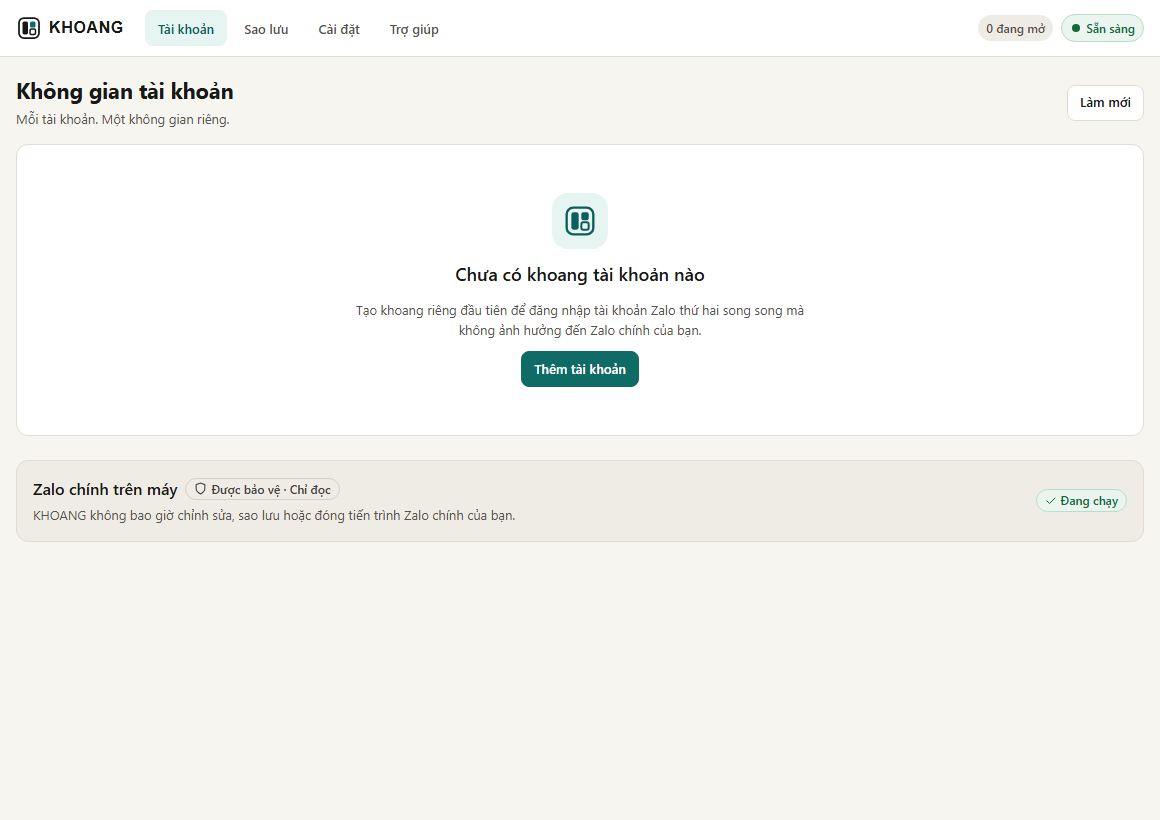 KHOANG
Tài khoản
Sao lưu
Cài đặt
Trợ giúp
0 đang mở
Sẵn sàng
Không gian tài khoản
Mỗi tài khoản. Một không gian riêng.
Làm mới
Chưa có khoang tài khoản nào
Tạo khoang riêng đầu tiên để đăng nhập tài khoản Zalo thứ hai song song mà
không ảnh hưởng đến Zalo chính của bạn.
Thêm tài khoản
Zalo chính trên máy
Được bảo vệ · Chỉ đọc
KHOANG không bao giờ chỉnh sửa, sao lưu hoặc đóng tiến trình Zalo chính của bạn.
Đang chạy